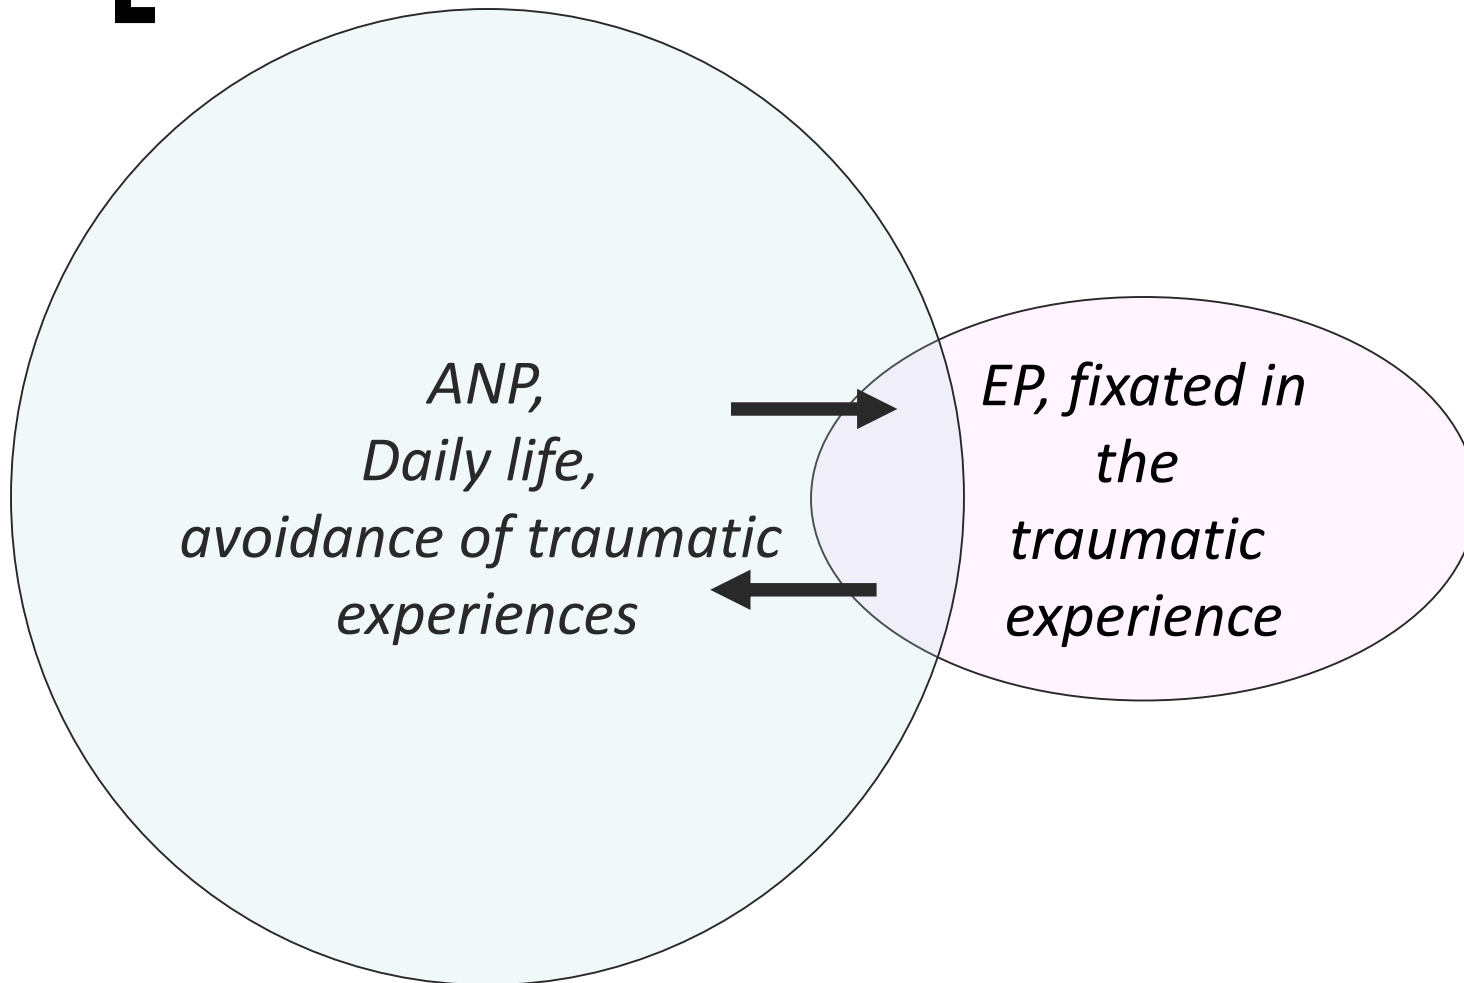 ANP,
Daily life,
avoidance of traumatic
experiences
EP, fixated in
the
traumatic
experience